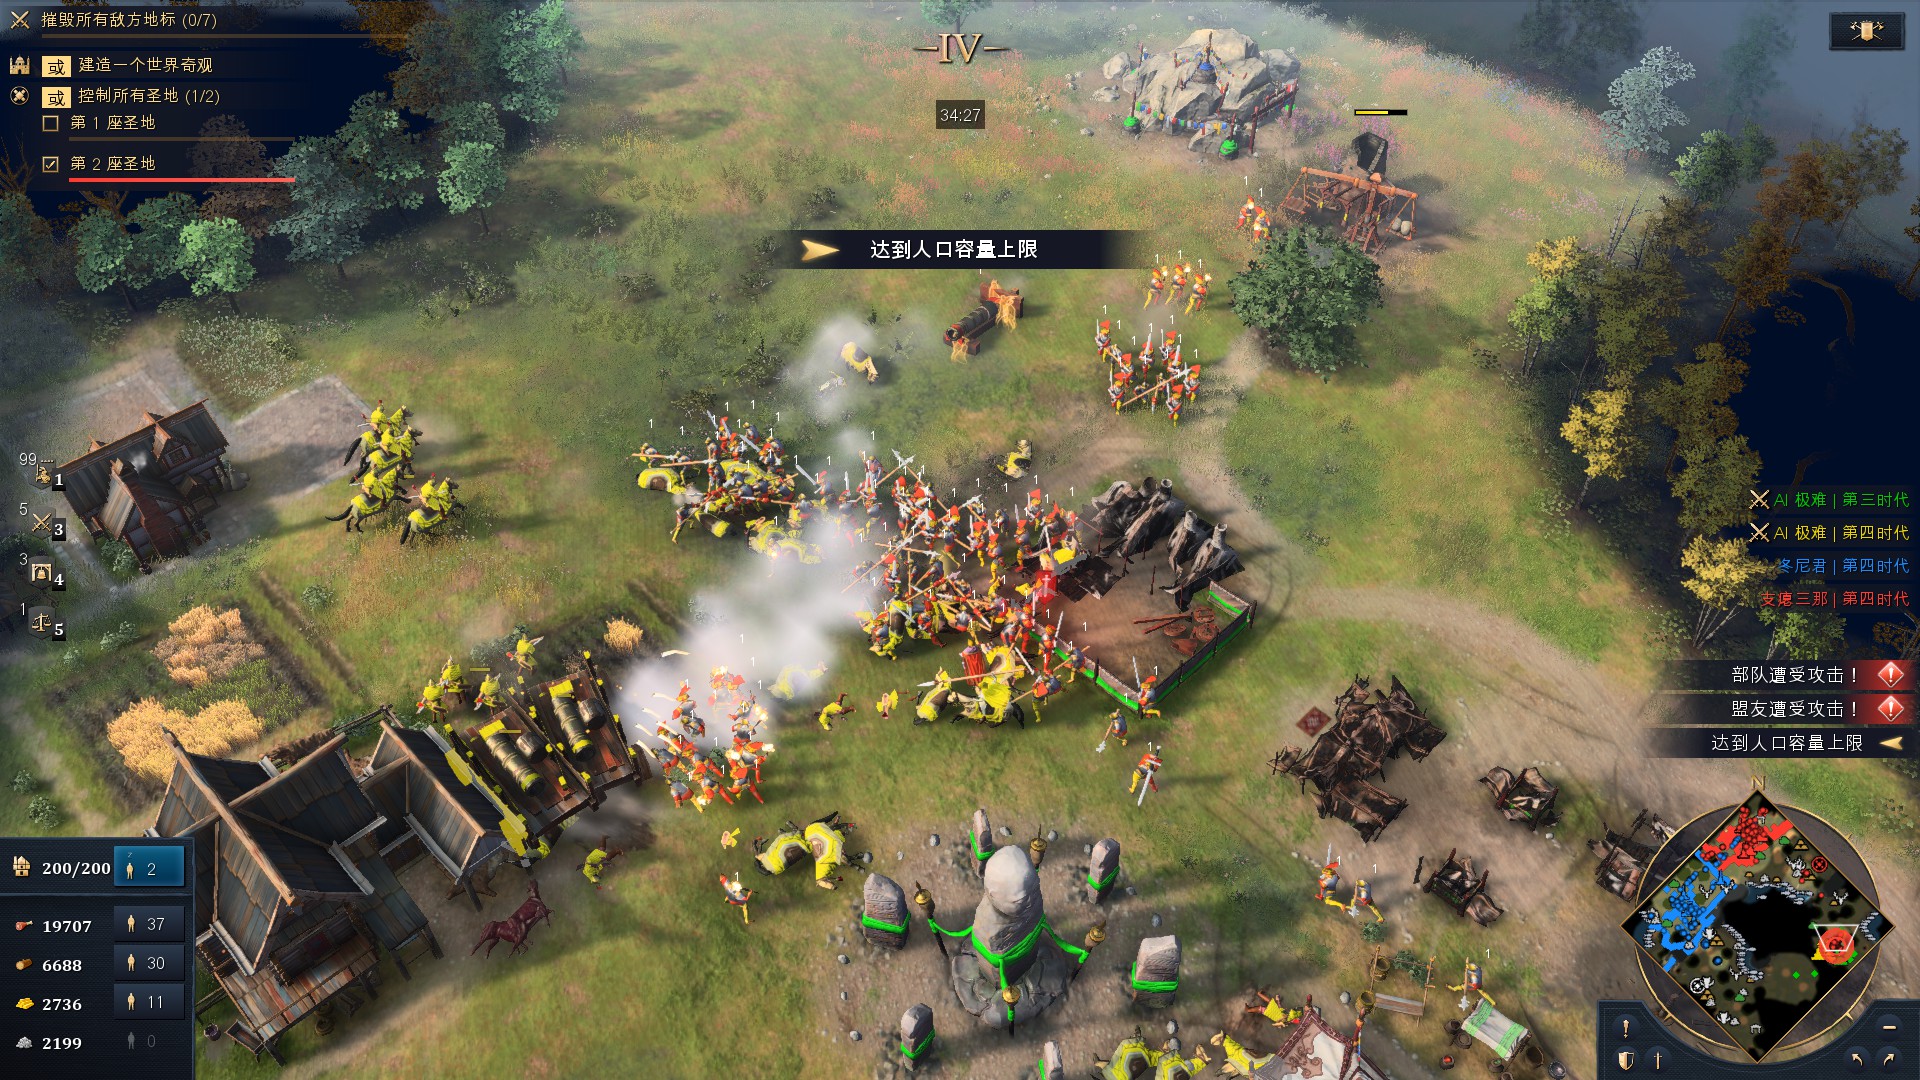 摧毁所有敌方地标 (0/7)
或 建造一个世界奇观
或 控制所有圣地 (1/2)
第 1 座圣地
第 2 座圣地
IV
34:27
达到人口容量上限
99
1
5
3
3
4
1
5
AI 极难 | 第三时代
AI 极难 | 第四时代
冬尼君 | 第四时代
支德三那 | 第四时代
部队遭受攻击！
盟友遭受攻击！
达到人口容量上限
N
200/200 2
19707 37
6688 30
2736 11
2199 0